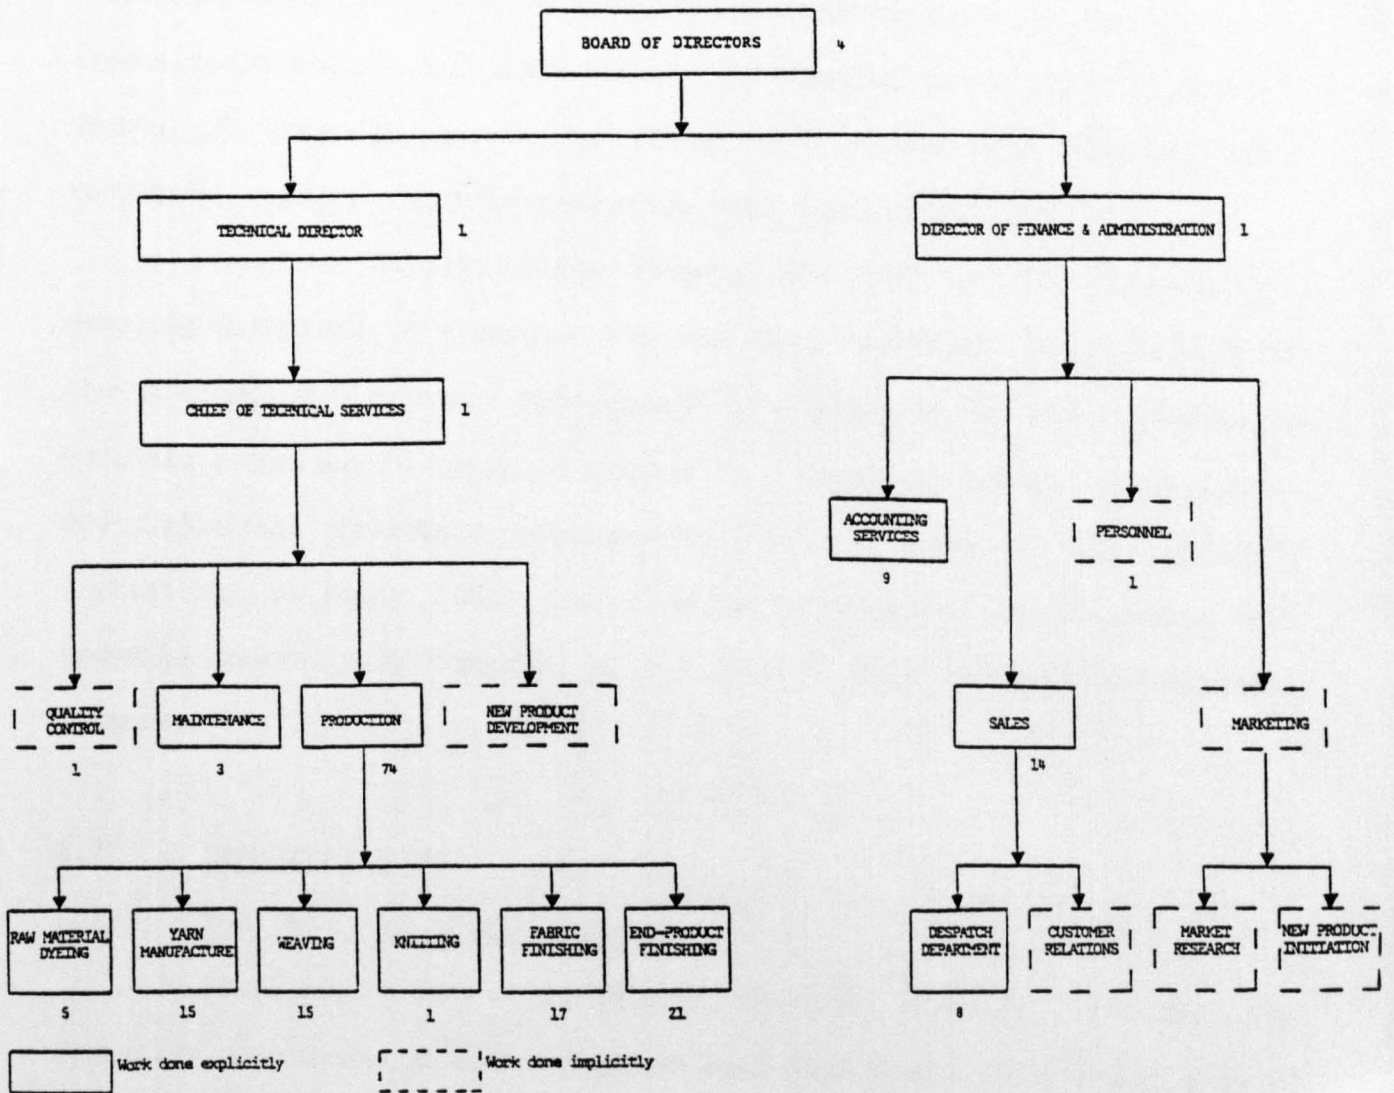 BOARD OF DIRECTORS 4
TECHNICAL DIRECTOR 1
DIRECTOR OF FINANCE & ADMINISTRATION 1
CHIEF OF TECHNICAL SERVICES 1
ACCOUNTING
SERVICES
9
PERSONNEL
1
QUALITY
CONTROL
1
MAINTENANCE
3
PRODUCTION
74
NEW PRODUCT
DEVELOPMENT
SALES
14
MARKETING
RAW MATERIAL
DYEING
5
YARN
MANUFACTURE
15
WEAVING
15
KNITTING
1
FABRIC
FINISHING
17
END-PRODUCT
FINISHING
21
DESPATCH
DEPARTMENT
8
CUSTOMER
RELATIONS
MARKET
RESEARCH
NEW PRODUCT
INITIATION
Work done explicitly
Work done implicitly